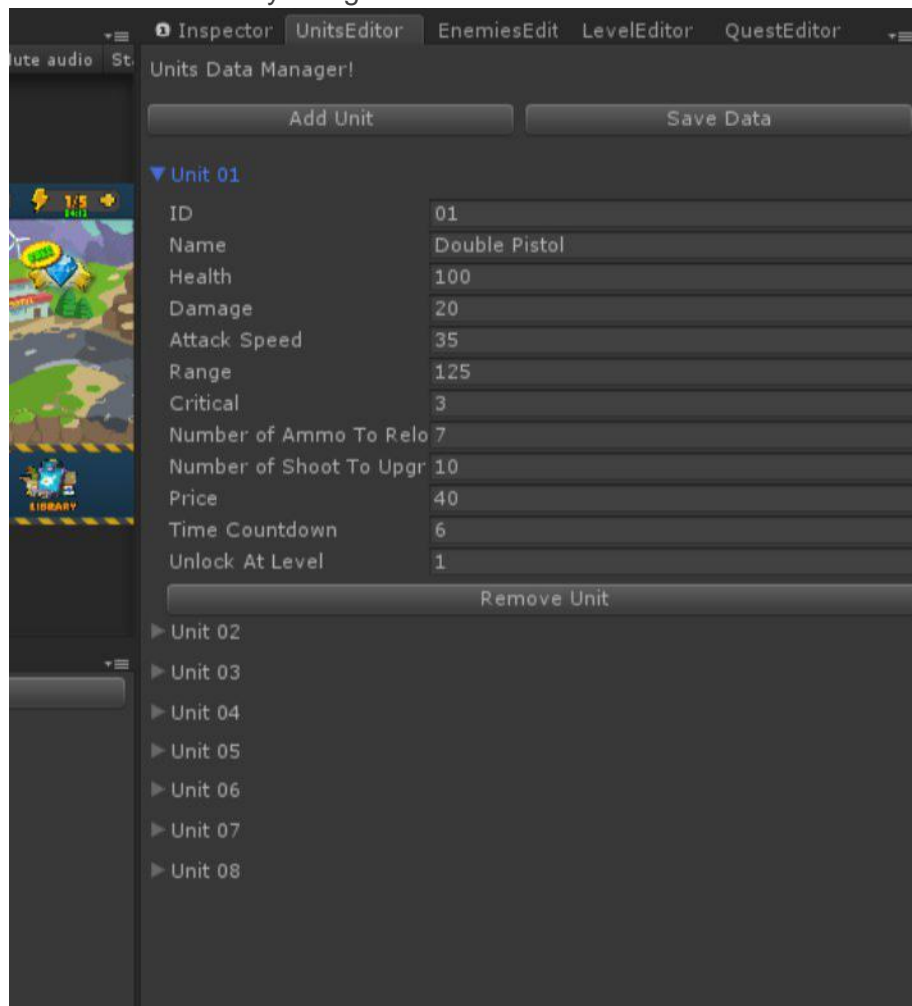 Inspector UnitsEditor EnemiesEdit LevelEditor QuestEditor
lute audio St
Units Data Manager!
Add Unit Save Data
Unit 01
1/5
ID 01
Name Double Pistol
Health 100
Damage 20
Attack Speed 35
Range 125
Critical 3
Number of Ammo To Relo 7
Number of Shoot To Upgr 10
LIBRARY
Price 40
Time Countdown 6
Unlock At Level 1
Remove Unit
Unit 02
Unit 03
Unit 04
Unit 05
Unit 06
Unit 07
Unit 08